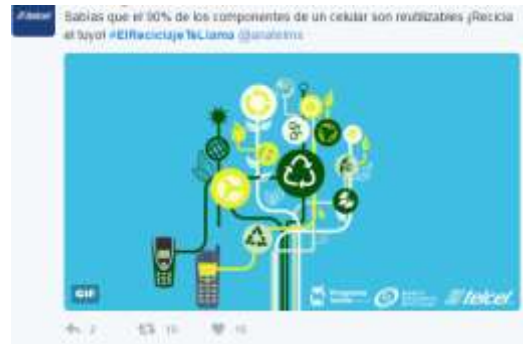 Sabías que el 90% de los componentes de un celular son reutilizables ¡Recicla
el tuyo! #ElReciclajeTeLlama @anatelmx
GIF
telcel
2